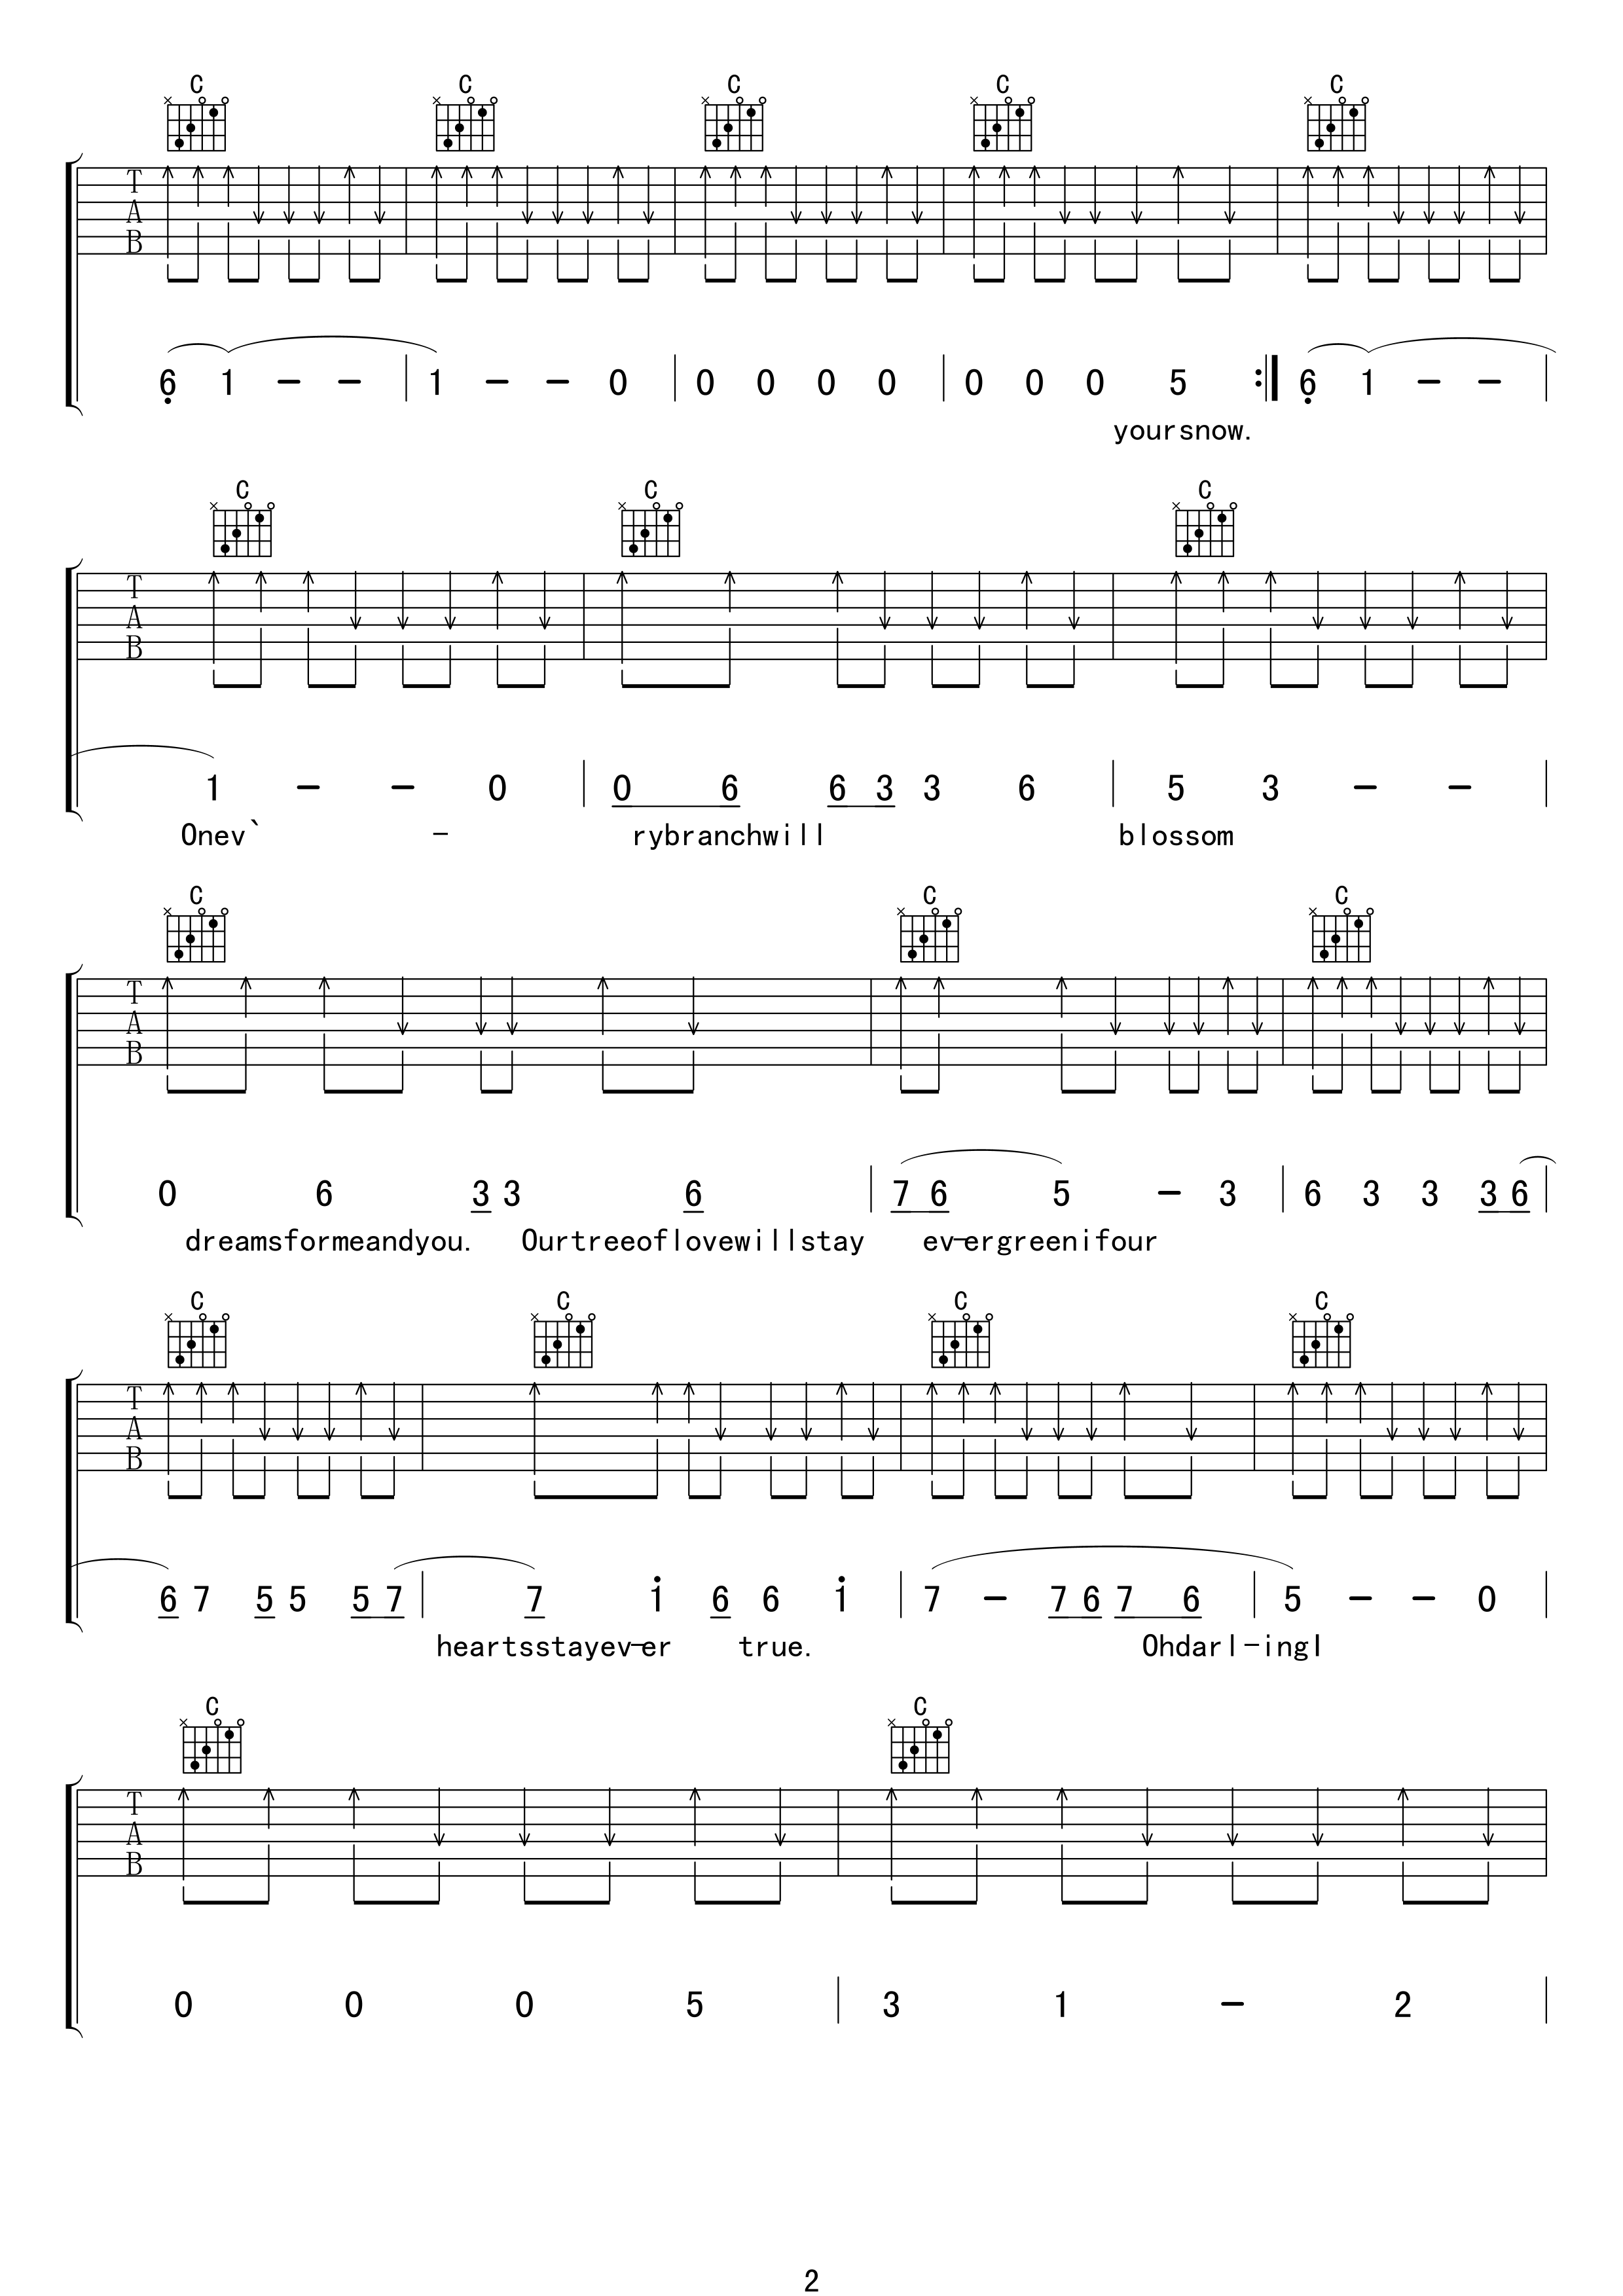 C C C C C
T
A
B
6 1 - - | 1 - - 0 | 0 0 0 0 | 0 0 0 5 :| 6 1 - - |
yoursnow.
C C C
T
A
B
1 - - 0 | 0 6 6 3 3 6 | 5 3 - - |
Onev` - rybranchwill blossom
C C C
T
A
B
0 6 3 3 6 | 7 6 5 - 3 | 6 3 3 3 6 |
dreamsformeandyou. Ourtreeoflovewillstay ev-ergreenifour
C C C C
T
A
B
6 7 5 5 5 7 | 7 1 6 6 1 | 7 - 7 6 7 6 | 5 - - 0 |
heartsstayev-er true. Ohdarl-ingI
C C
T
A
B
0 0 0 5 | 3 1 - 2 |
2